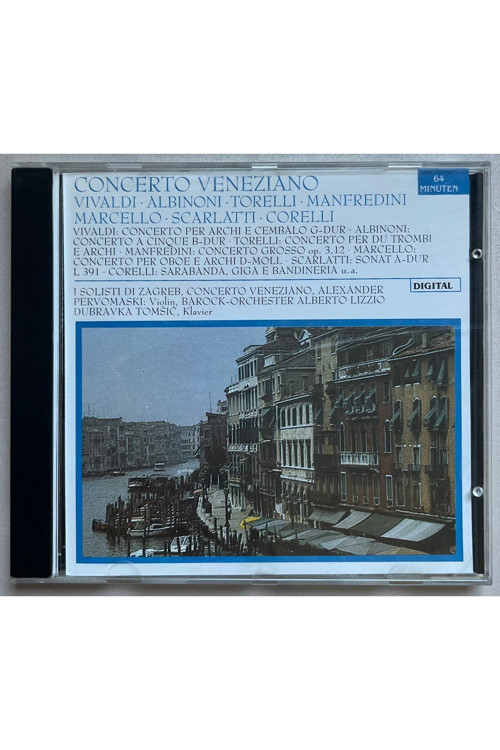 CONCERTO VENEZIANO
64
MINUTEN
VIVALDI · ALBINONI · TORELLI · MANFREDINI
MARCELLO · SCARLATTI · CORELLI
VIVALDI: CONCERTO PER ARCHI E CEMBALO G-DUR · ALBINONI:
CONCERTO A CINQUE B-DUR · TORELLI: CONCERTO PER DU TROMBI
E ARCHI · MANFREDINI: CONCERTO GROSSO op. 3,12 · MARCELLO:
CONCERTO PER OBOE E ARCHI D-MOLL · SCARLATTI: SONAT A-DUR
L 391 · CORELLI: SARABANDA, GIGA E BANDINERIA u. a.
I SOLISTI DI ZAGREB, CONCERTO VENEZIANO, ALEXANDER
PERVOMASKI: Violin, BAROCK-ORCHESTER ALBERTO LIZZIO
DUBRAVKA TOMŠIČ, Klavier
DIGITAL